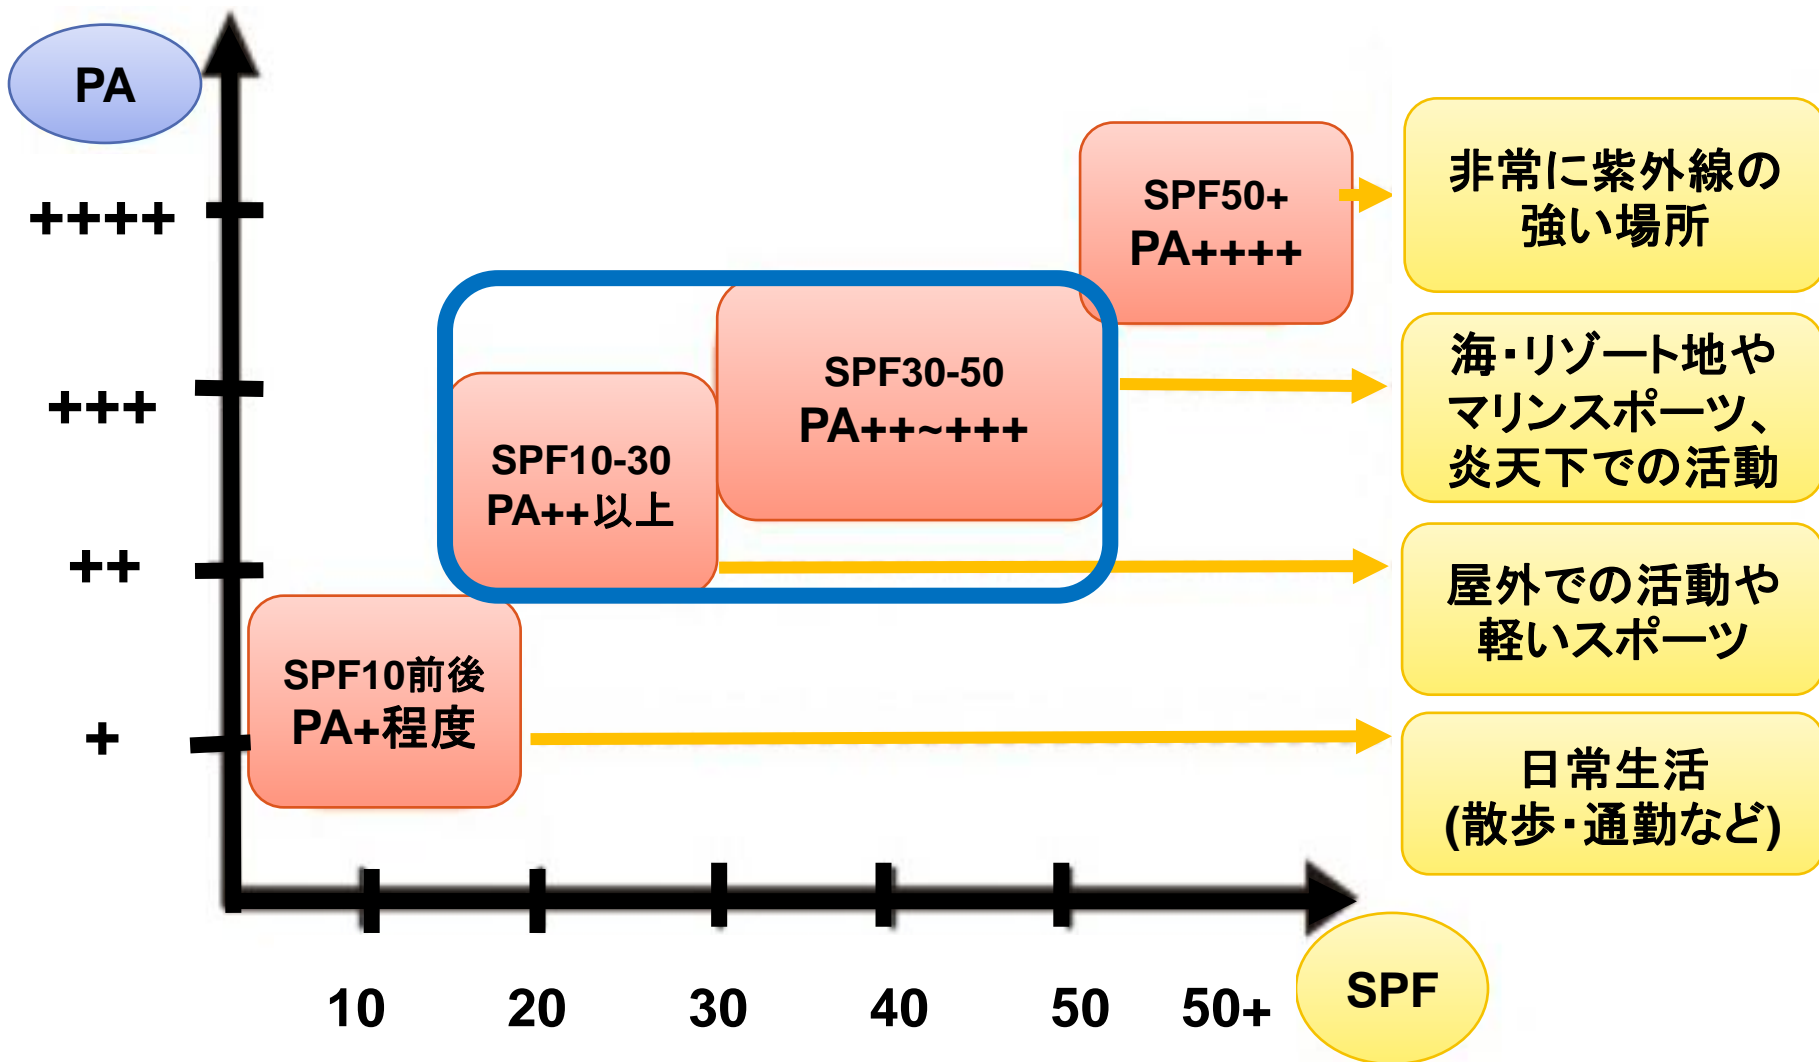 PA
++++
+++
++
+
SPF50+
PA++++
SPF30-50
PA++~+++
SPF10-30
PA++以上
SPF10前後
PA+程度
非常に紫外線の
強い場所
海・リゾート地や
マリンスポーツ、
炎天下での活動
屋外での活動や
軽いスポーツ
日常生活
(散歩・通勤など)
10 20 30 40 50 50+
SPF